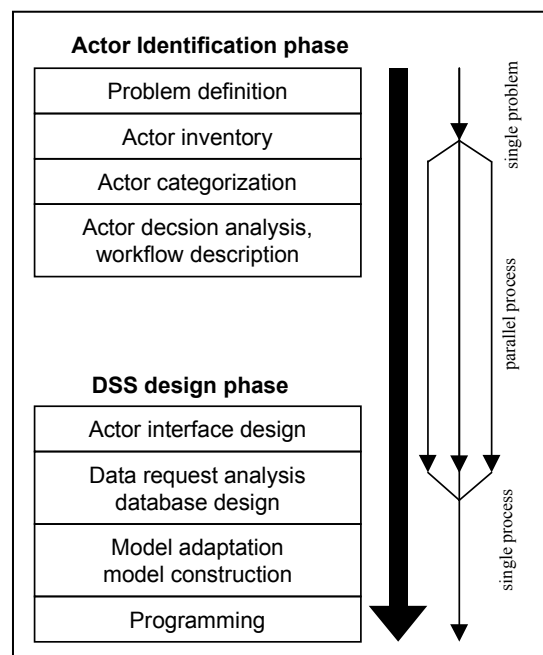 Actor Identification phase
Problem definition
Actor inventory
Actor categorization
Actor decsion analysis,
workflow description
DSS design phase
Actor interface design
Data request analysis
database design
Model adaptation
model construction
Programming
single problem
parallel process
single process